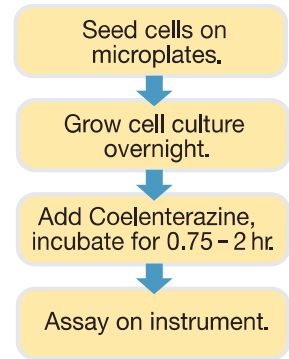 Seed cells on
microplates.
Grow cell culture
overnight.
Add Coelenterazine,
incubate for 0.75 – 2 hr.
Assay on instrument.